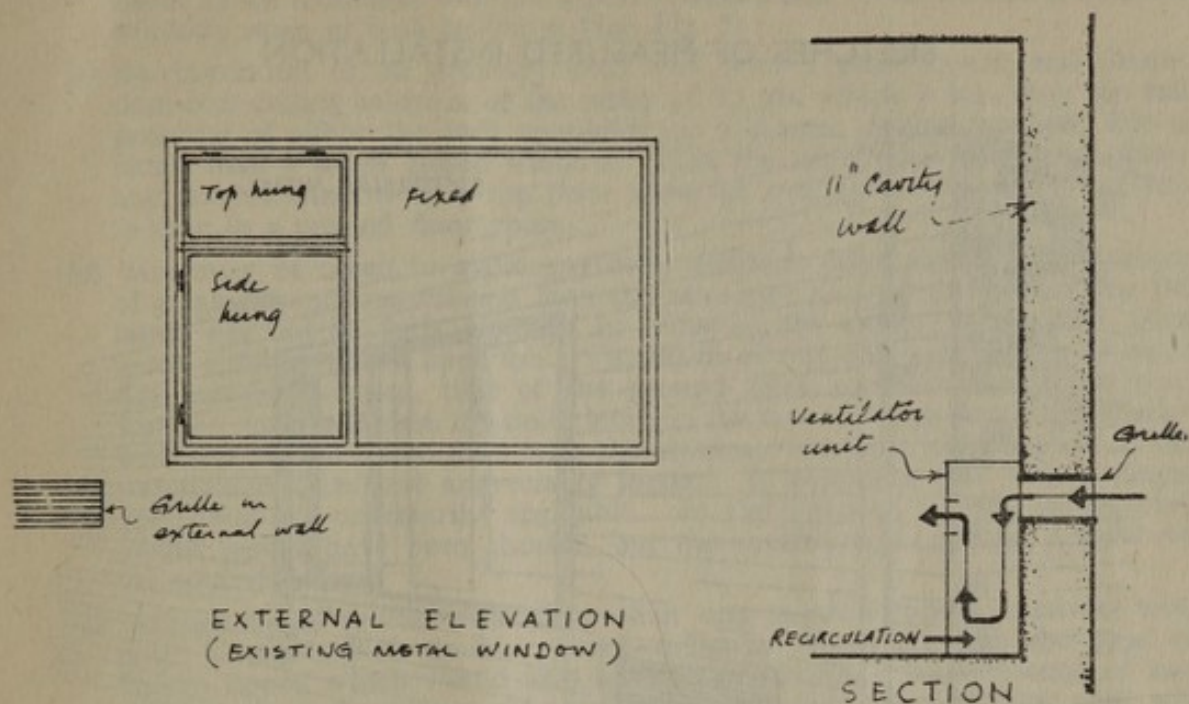 Top hung
Fixed
Side
hung
Grille in
external wall
EXTERNAL ELEVATION
(EXISTING METAL WINDOW)
11" Cavity
wall
Ventilator
unit
Grille.
RECIRCULATION
SECTION